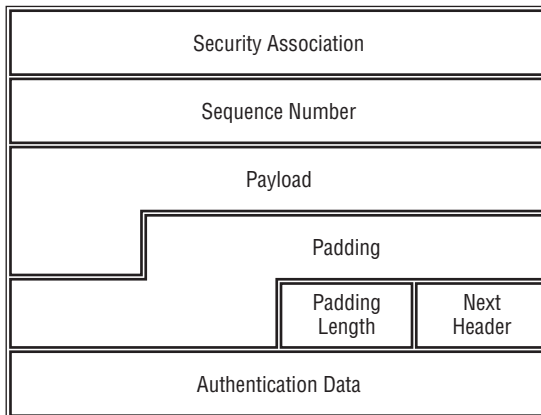 Security Association
Sequence Number
Payload
Padding
Padding
Length
Next
Header
Authentication Data